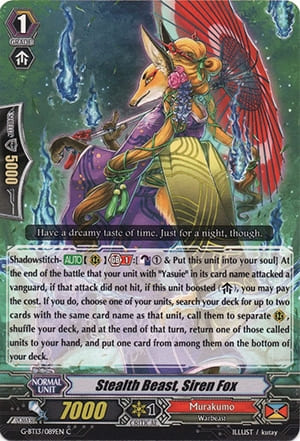 1
GRADE
SHIELD
5000
Have a dreamy taste of time. Just for a night, though.
Shadowstitch-AUTO : [1 & Put this unit into your soul] At
the end of the battle that your unit with "Yasuie" in its card name attacked a
vanguard, if that attack did not hit, if this unit boosted, you may pay
the cost. If you do, choose one of your units, search your deck for up to two
cards with the same card name as that unit, call them to separate
shuffle your deck, and at the end of that turn, return one of those called
units to your hand, and put one card from among them on the bottom of
your deck.
NORMAL
UNIT
Stealth Beast, Siren Fox
POWER
7000
1
CRITICAL
Murakumo
Warbeast
G-BT13/089EN C
ILLUST / kutay